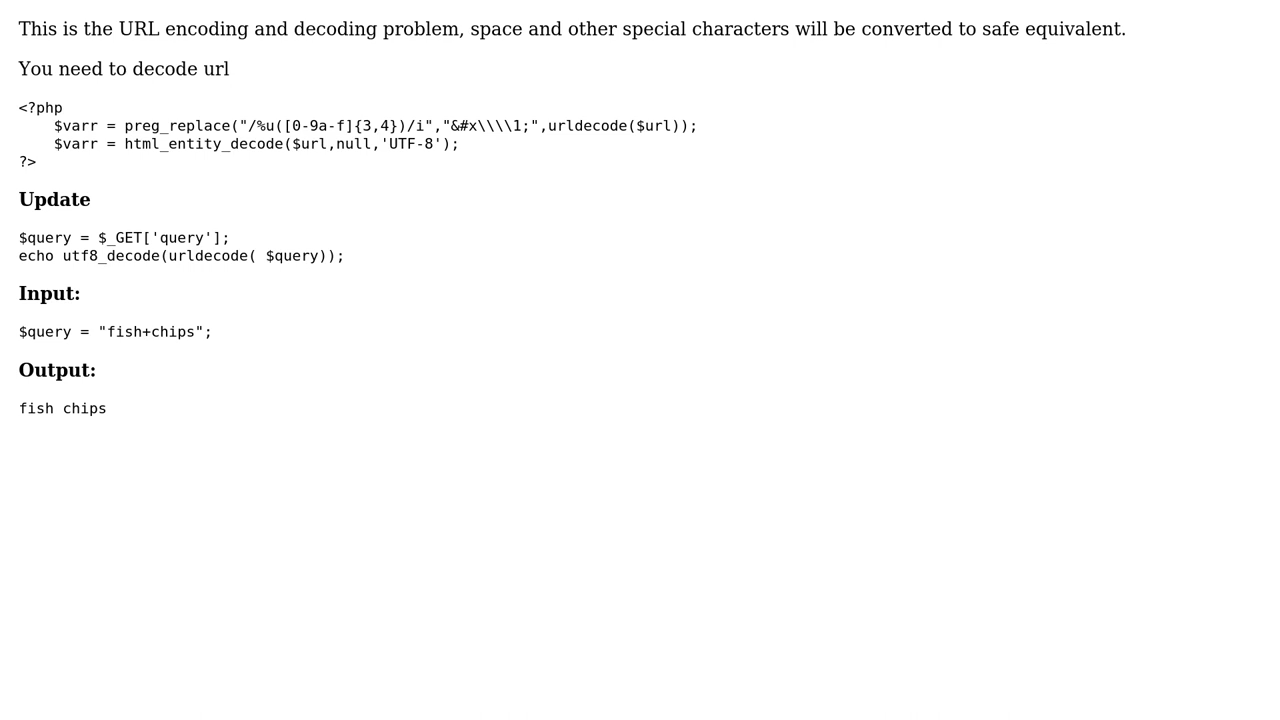 This is the URL encoding and decoding problem, space and other special characters will be converted to safe equivalent.
You need to decode url
<?php
    $varr = preg_replace("/%u([0-9a-f]{3,4})/i","&#x\\\\1;",urldecode($url));
    $varr = html_entity_decode($url,null,'UTF-8');
?>
Update
$query = $_GET['query'];
echo utf8_decode(urldecode( $query));
Input:
$query = "fish+chips";
Output:
fish chips